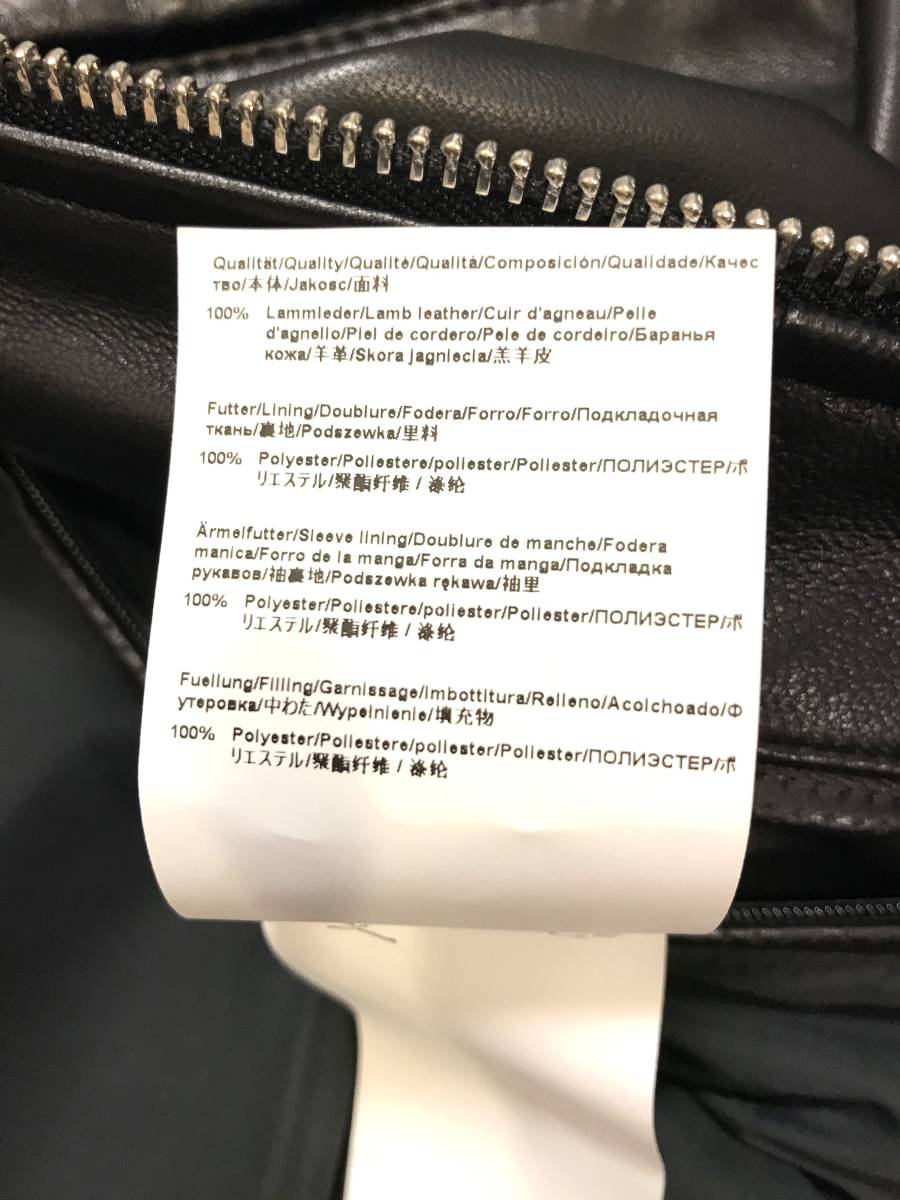 Qualität/Quality/Qualité/Qualità/Composición/Qualidade/Качес
тво/本体/Jakosc/面料
100% Lammleder/Lamb leather/Cuir d'agneau/Pelle
d'agnello/Piel de cordero/Pele de cordeiro/Баранья
кожа/羊革/Skora jagniecia/羔羊皮
Futter/Lining/Doublure/Fodera/Forro/Forro/Подкладочная
ткань/裏地/Podszewka/里料
100% Polyester/Poliestere/poliester/Poliester/ПОЛИЭСТЕР/ポ
リエステル/聚酯纤维 / 涤纶
Ärmelfutter/Sleeve lining/Doublure de manche/Fodera
manica/Forro de la manga/Forra da manga/Подкладка
рукавов/袖裏地/Podszewka rękawa/袖里
100% Polyester/Poliestere/poliester/Poliester/ПОЛИЭСТЕР/ポ
リエステル/聚酯纤维 / 涤纶
Fuellung/Filling/Garnissage/Imbottitura/Relleno/Acolchoado/Ф
утеровка/中わた/Wypełnienie/填充物
100% Polyester/Poliestere/poliester/Poliester/ПОЛИЭСТЕР/ポ
リエステル/聚酯纤维 / 涤纶